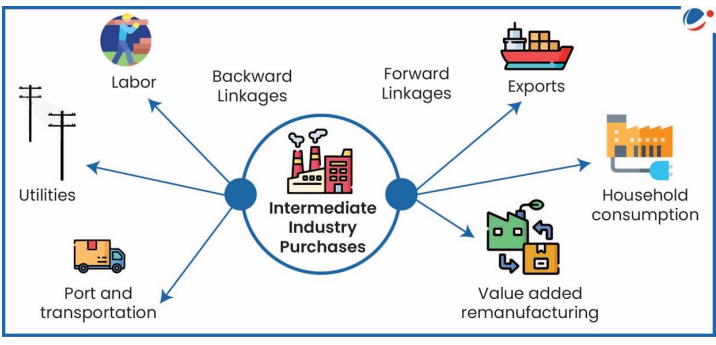 Labor
Backward
Linkages
Forward
Linkages
Exports
Utilities
Intermediate
Industry
Purchases
Household
consumption
Port and
transportation
Value added
remanufacturing